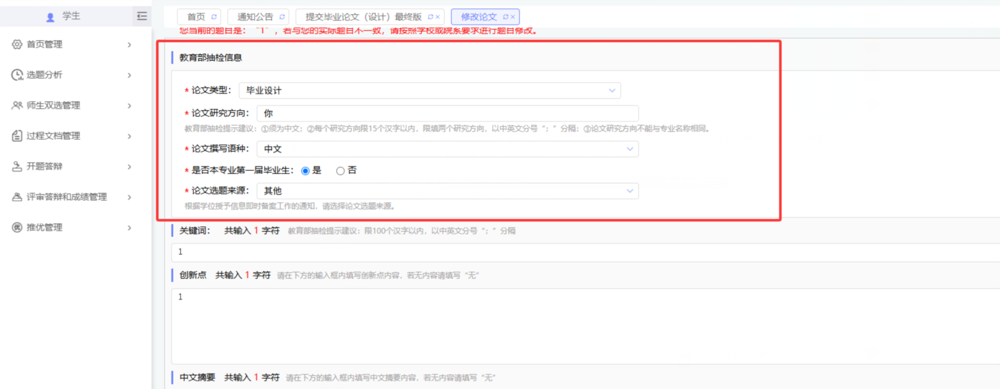 学生
首页 通知公告 提交毕业论文（设计）最终版 修改论文
您当前的题目是：“1”，若与您的实际题目不一致，请按照学校或院系要求进行题目修改。
首页管理
选题分析
师生双选管理
过程文档管理
开题答辩
评审答辩和成绩管理
推优管理
教育部抽检信息
* 论文类型： 毕业设计
* 论文研究方向： 你
教育部抽检提示建议：①须为中文；②每个研究方向限15个汉字以内，限填两个研究方向，以中英文分号“；”分隔；③论文研究方向不能与专业名称相同。
* 论文撰写语种： 中文
* 是否本专业第一届毕业生： 是 否
* 论文选题来源： 其他
根据学位授予信息即时备案工作的通知，请选择论文选题来源。
关键词： 共输入 1 字符 教育部抽检提示建议：限100个汉字以内，以中英文分号“；”分隔
1
创新点 共输入 1 字符 请在下方的输入框内填写创新点内容，若无内容请填写“无”
1
中文摘要 共输入 1 字符 请在下方的输入框内填写中文摘要内容，若无内容请填写“无”